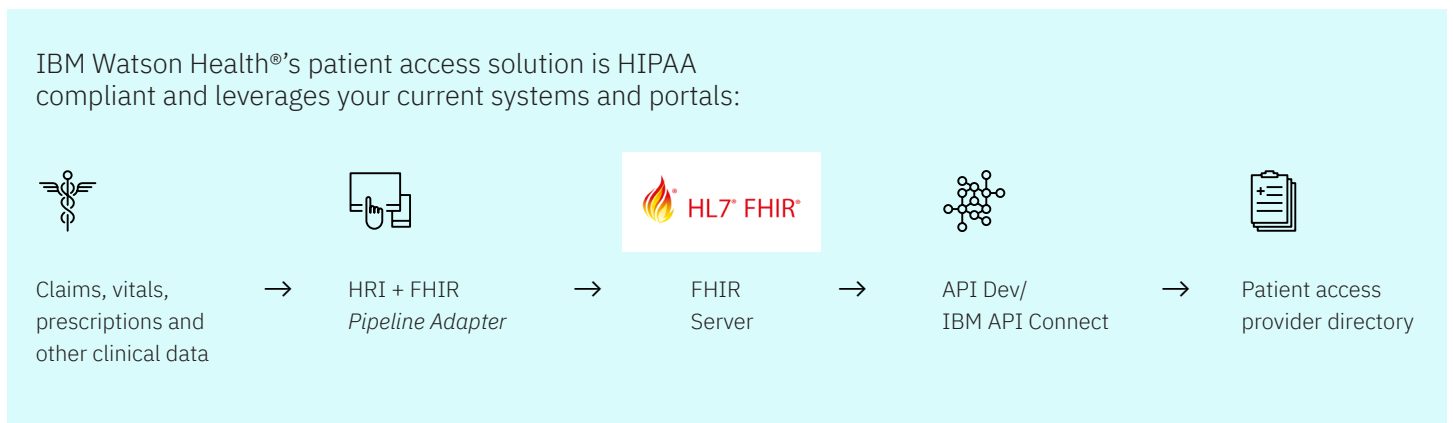 IBM Watson Health®’s patient access solution is HIPAA
compliant and leverages your current systems and portals:
HL7® FHIR®
Claims, vitals,
prescriptions and
other clinical data
→
HRI + FHIR
Pipeline Adapter
→
FHIR
Server
→
API Dev/
IBM API Connect
→
Patient access
provider directory